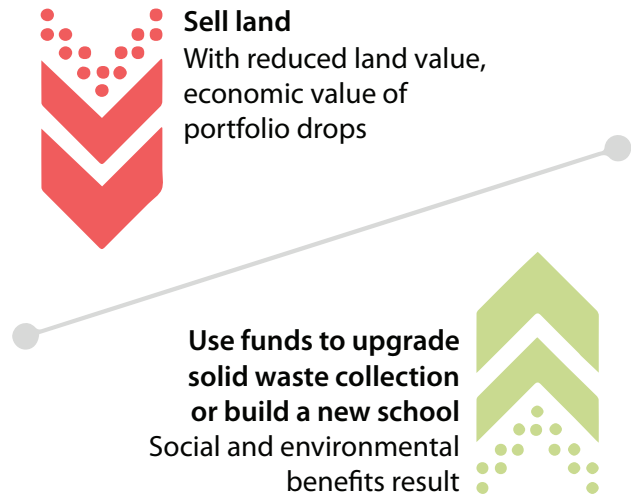 Sell land
With reduced land value,
economic value of
portfolio drops
Use funds to upgrade
solid waste collection
or build a new school
Social and environmental
benefits result